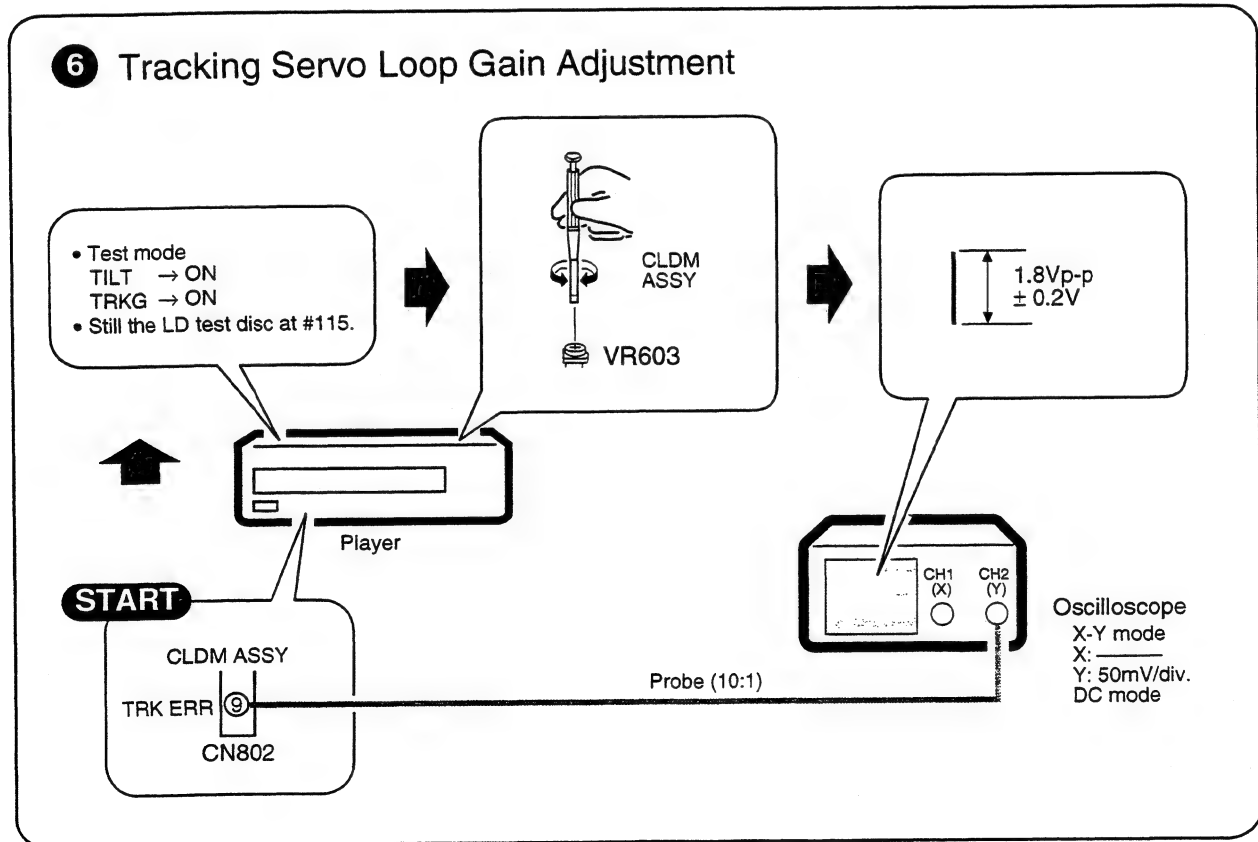 6 Tracking Servo Loop Gain Adjustment
• Test mode
TILT → ON
TRKG → ON
• Still the LD test disc at #115.
CLDM
ASSY
VR603
1.8Vp-p
± 0.2V
Player
START
CLDM ASSY
TRK ERR ⑨
CN802
Probe (10:1)
CH1
(X)
CH2
(Y)
Oscilloscope
X-Y mode
X: ———
Y: 50mV/div.
DC mode